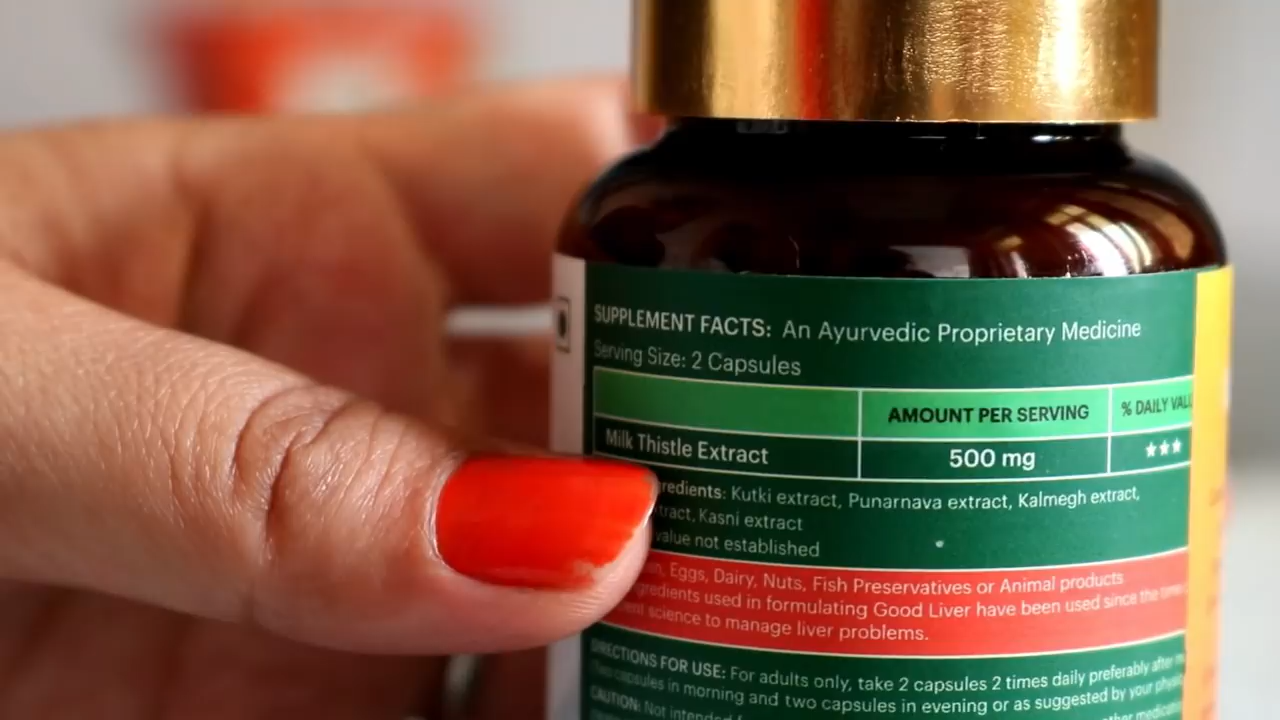 SUPPLEMENT FACTS: An Ayurvedic Proprietary Medicine
Serving Size: 2 Capsules
AMOUNT PER SERVING
% DAILY VAL
Milk Thistle Extract
500 mg
***
redients: Kutki extract, Punarnava extract, Kalmegh extract,
tract, Kasni extract
value not established
Eggs, Dairy, Nuts, Fish Preservatives or Animal products
gredients used in formulating Good Liver have been used since the
science to manage liver problems.
DIRECTIONS FOR USE: For adults only, take 2 capsules 2 times daily preferably after
capsules in morning and two capsules in evening or as suggested by your
CAUTION: Not intended